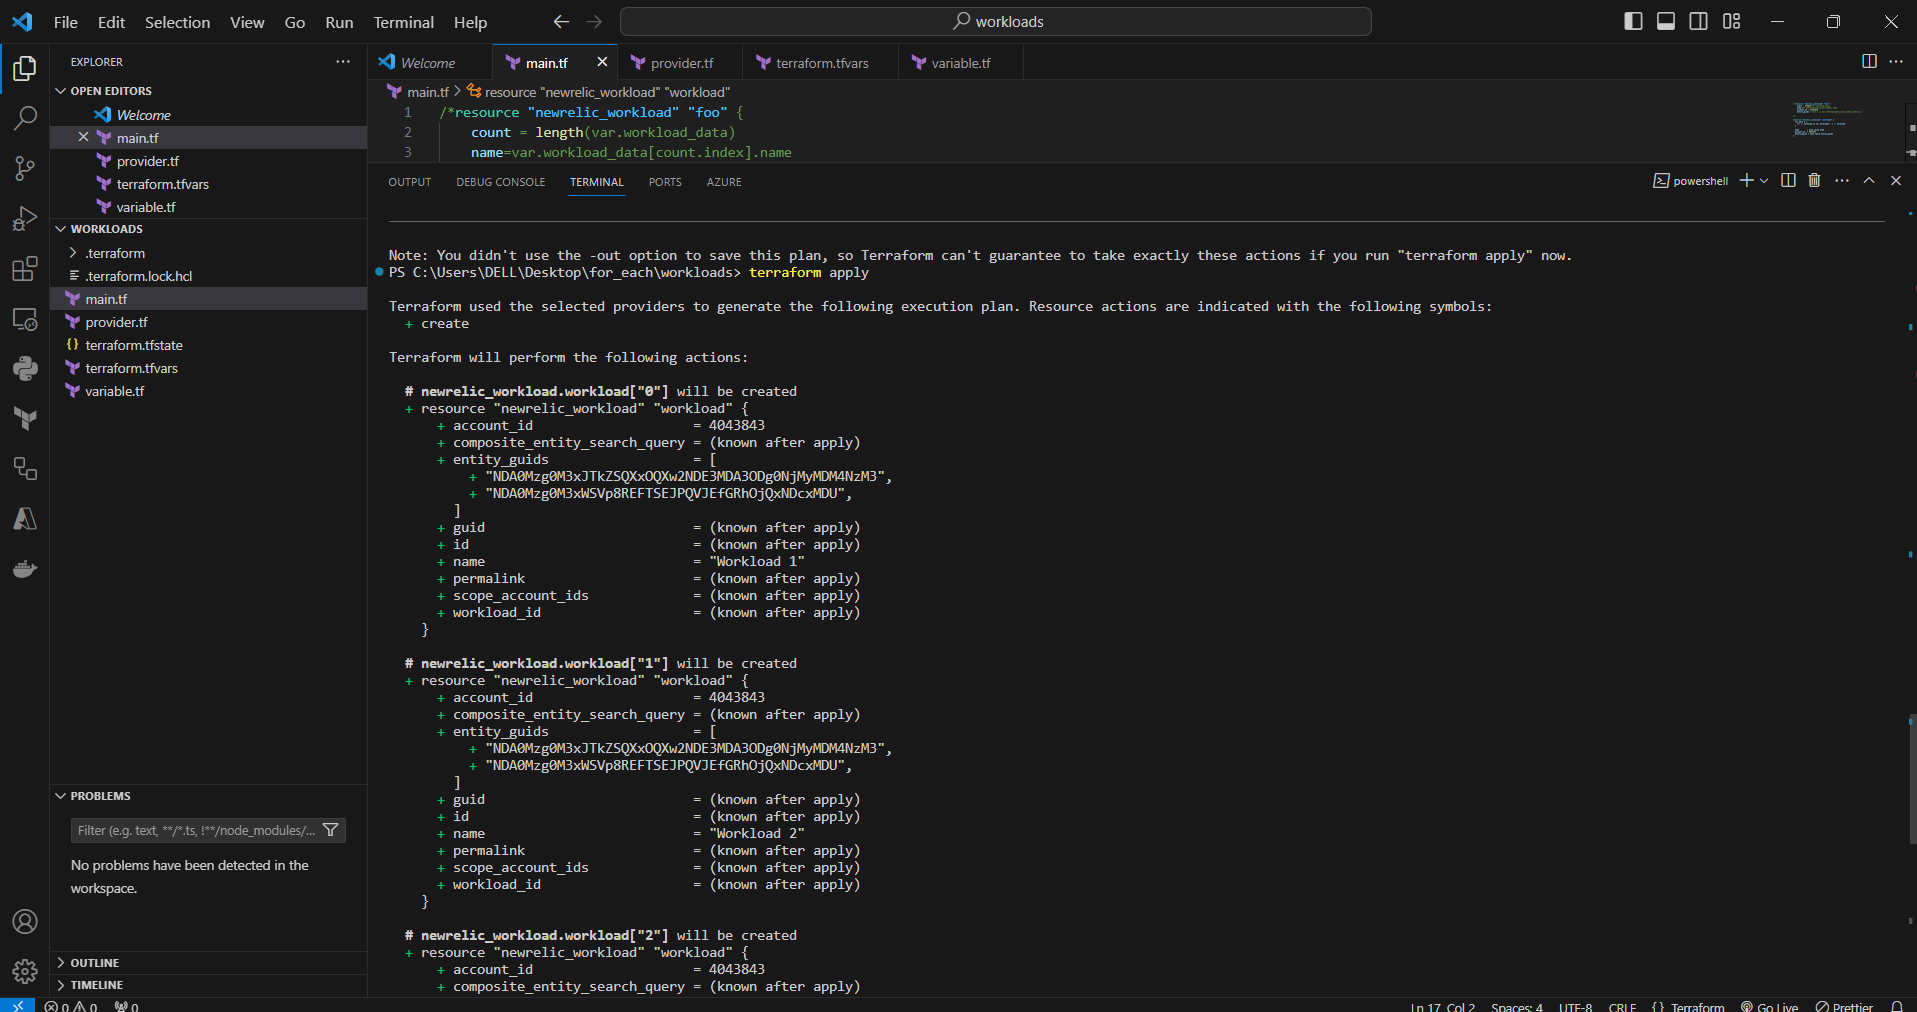 File Edit Selection View Go Run Terminal Help
workloads
EXPLORER
OPEN EDITORS
Welcome
main.tf
provider.tf
terraform.tfvars
variable.tf
WORKLOADS
.terraform
.terraform.lock.hcl
main.tf
provider.tf
terraform.tfstate
terraform.tfvars
variable.tf
PROBLEMS
Filter (e.g. text, **/*.ts, !**/node_modules/...
No problems have been detected in the
workspace.
OUTLINE
TIMELINE
Welcome main.tf provider.tf terraform.tfvars variable.tf
main.tf > resource "newrelic_workload" "workload"
1 /*resource "newrelic_workload" "foo" {
2 count = length(var.workload_data)
3 name=var.workload_data[count.index].name
OUTPUT DEBUG CONSOLE TERMINAL PORTS AZURE
powershell
Note: You didn't use the -out option to save this plan, so Terraform can't guarantee to take exactly these actions if you run "terraform apply" now.
PS C:\Users\DELL\Desktop\for_each\workloads> terraform apply
Terraform used the selected providers to generate the following execution plan. Resource actions are indicated with the following symbols:
+ create
Terraform will perform the following actions:
# newrelic_workload.workload["0"] will be created
+ resource "newrelic_workload" "workload" {
+ account_id = 4043843
+ composite_entity_search_query = (known after apply)
+ entity_guids = [
+ "NDA0Mzg0M3xJTkZSQXxOQXw2NDE3MDA3ODg0NjMyMDM4NzM3",
+ "NDA0Mzg0M3xWSVp8REFTSEJPQVJEfGRhOjQxNDcxMDU",
]
+ guid = (known after apply)
+ id = (known after apply)
+ name = "Workload 1"
+ permalink = (known after apply)
+ scope_account_ids = (known after apply)
+ workload_id = (known after apply)
}
# newrelic_workload.workload["1"] will be created
+ resource "newrelic_workload" "workload" {
+ account_id = 4043843
+ composite_entity_search_query = (known after apply)
+ entity_guids = [
+ "NDA0Mzg0M3xJTkZSQXxOQXw2NDE3MDA3ODg0NjMyMDM4NzM3",
+ "NDA0Mzg0M3xWSVp8REFTSEJPQVJEfGRhOjQxNDcxMDU",
]
+ guid = (known after apply)
+ id = (known after apply)
+ name = "Workload 2"
+ permalink = (known after apply)
+ scope_account_ids = (known after apply)
+ workload_id = (known after apply)
}
# newrelic_workload.workload["2"] will be created
+ resource "newrelic_workload" "workload" {
+ account_id = 4043843
+ composite_entity_search_query = (known after apply)
0 0 0
Ln 17, Col 2 Spaces: 4 UTF-8 CRLF {} Terraform Go Live Prettier